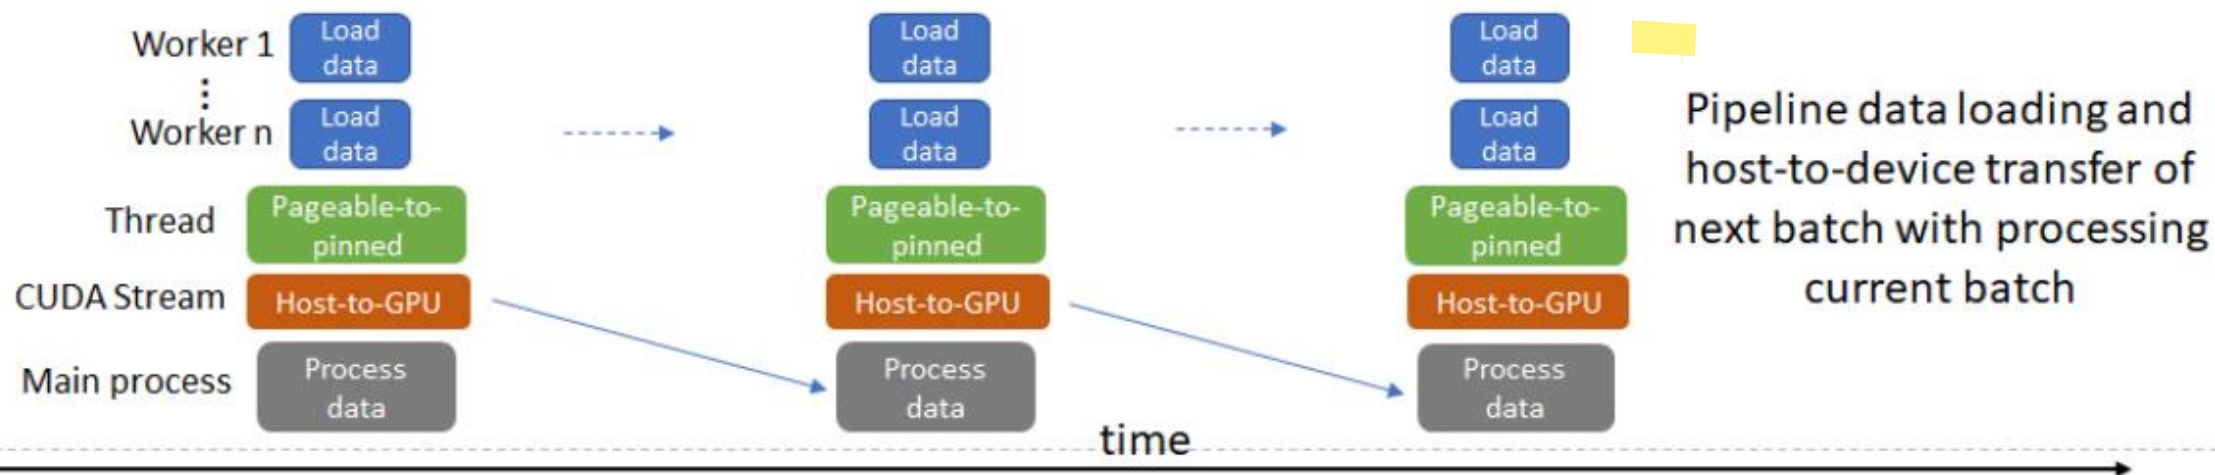 Worker 1
Load
data
Load
data
Load
data
Worker n
Load
data
Load
data
Load
data
Thread
Pageable-to-
pinned
Pageable-to-
pinned
Pageable-to-
pinned
CUDA Stream
Host-to-GPU
Host-to-GPU
Host-to-GPU
Main process
Process
data
Process
data
Process
data
Pipeline data loading and
host-to-device transfer of
next batch with processing
current batch
time